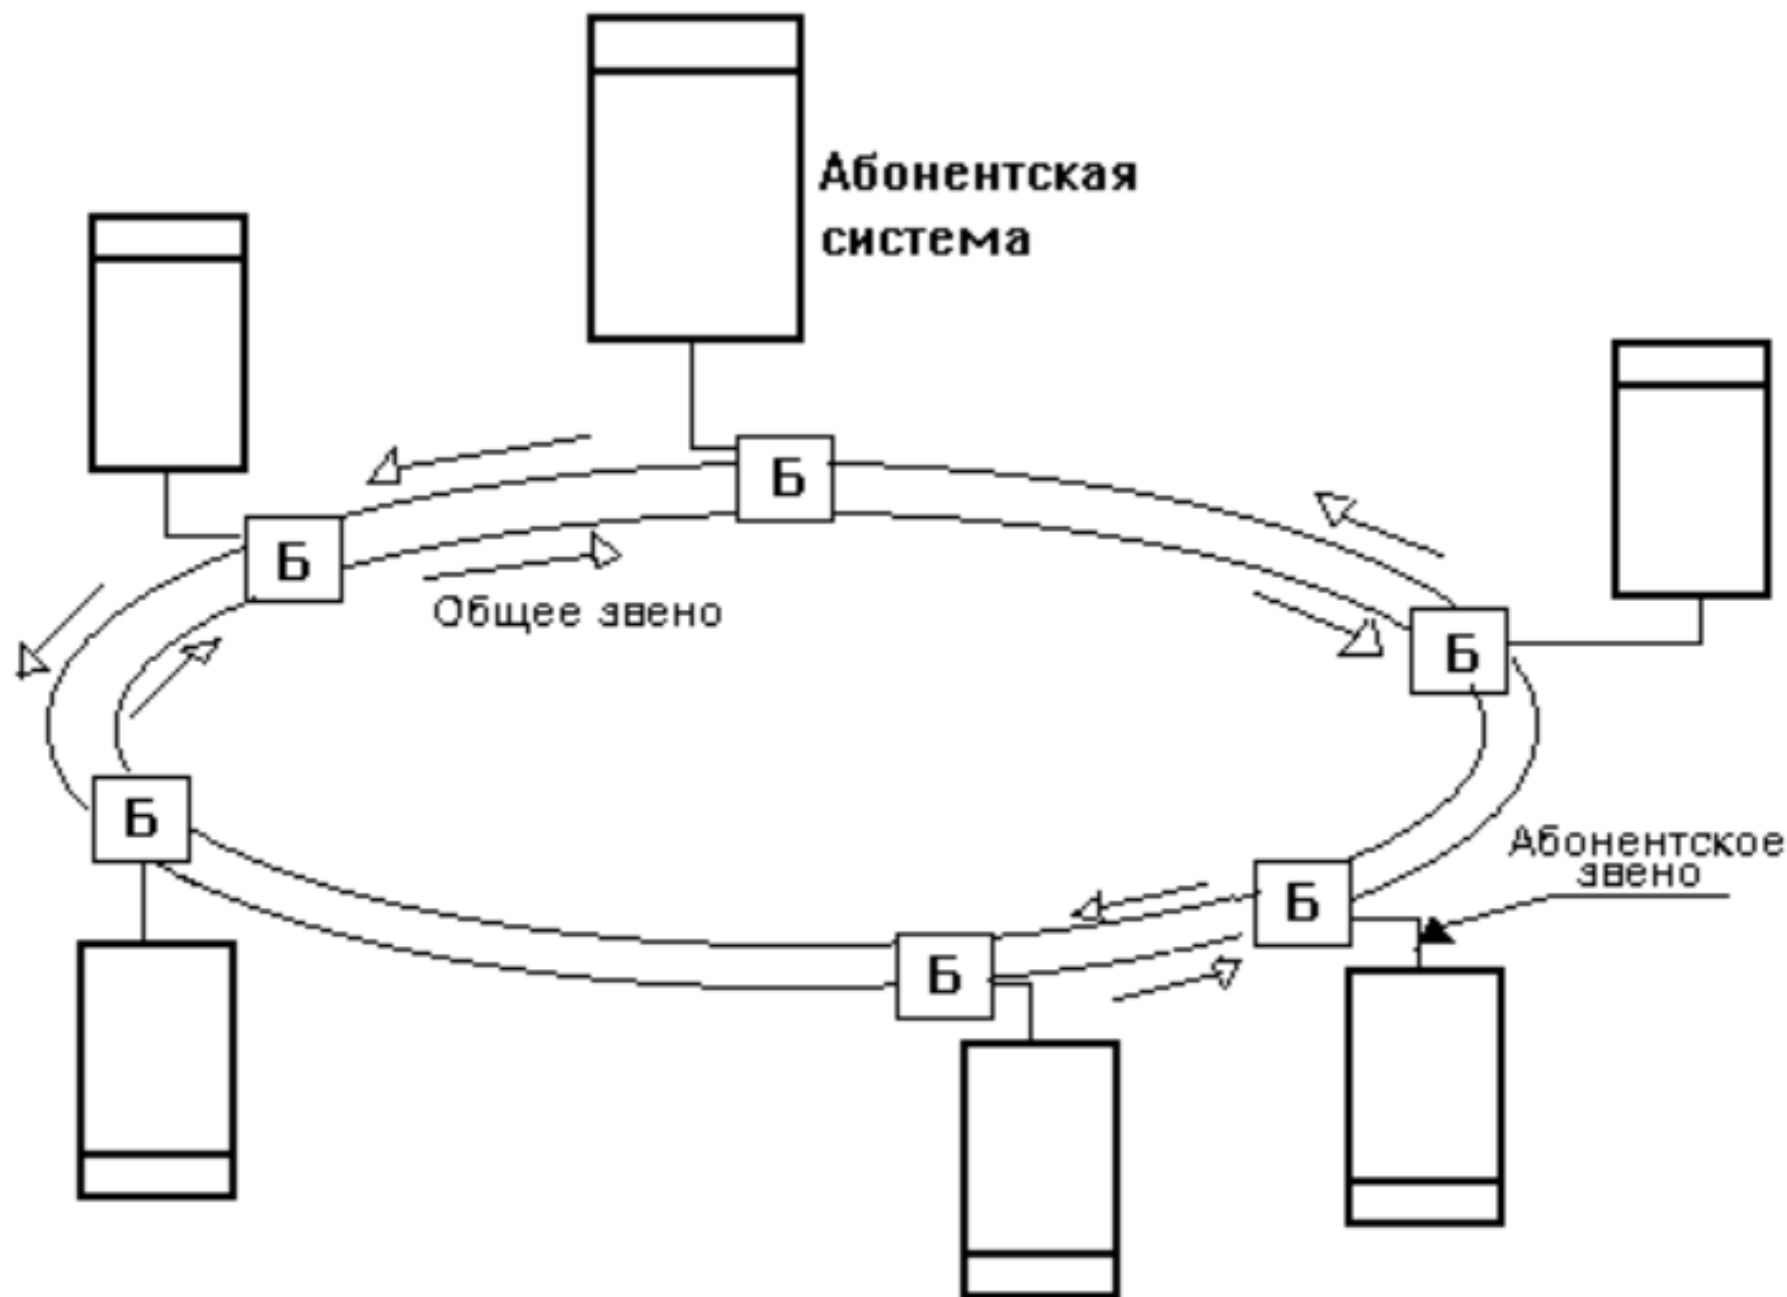 Абонентская
система
Б
Б
Общее звено
Б
Б
Абонентское
звено
Б
Б